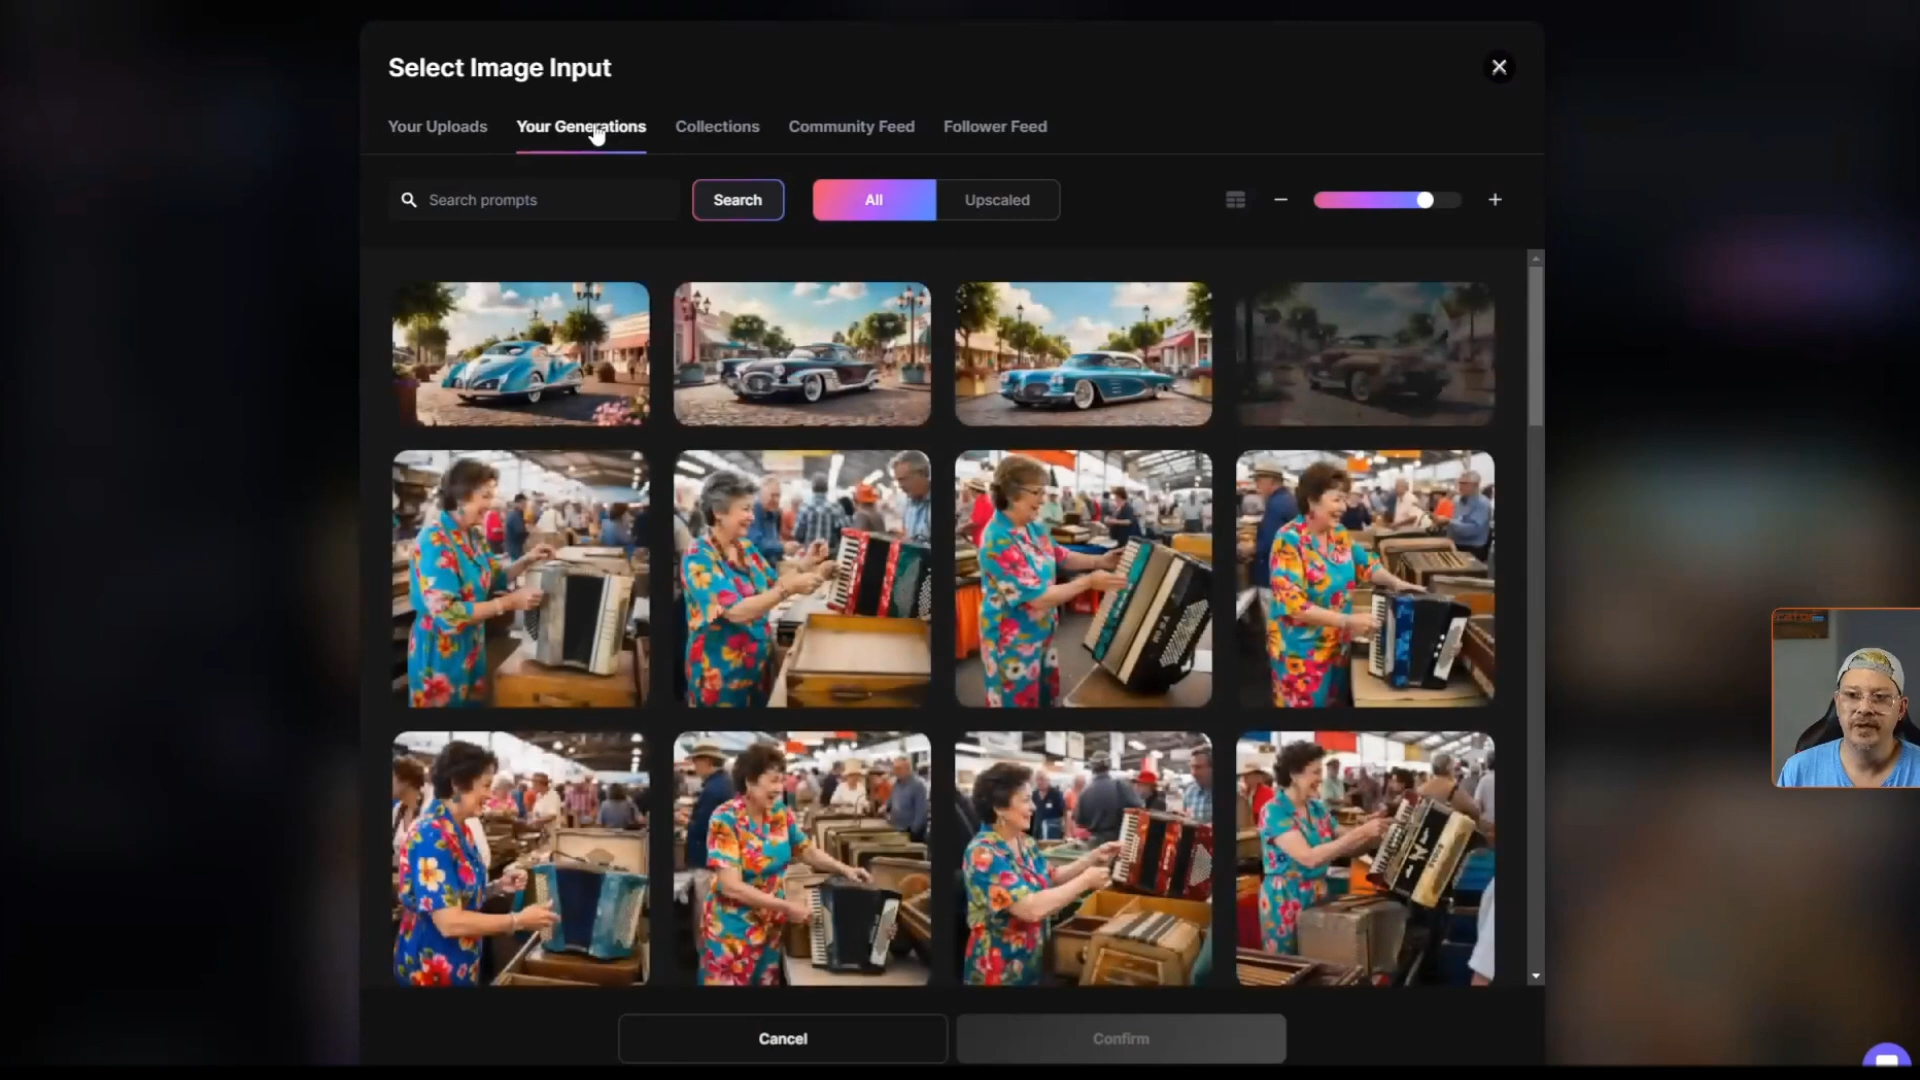 Select Image Input
Your Uploads
Your Generations
Collections
Community Feed
Follower Feed
Search prompts
Search
All
Upscaled
Cancel
Confirm